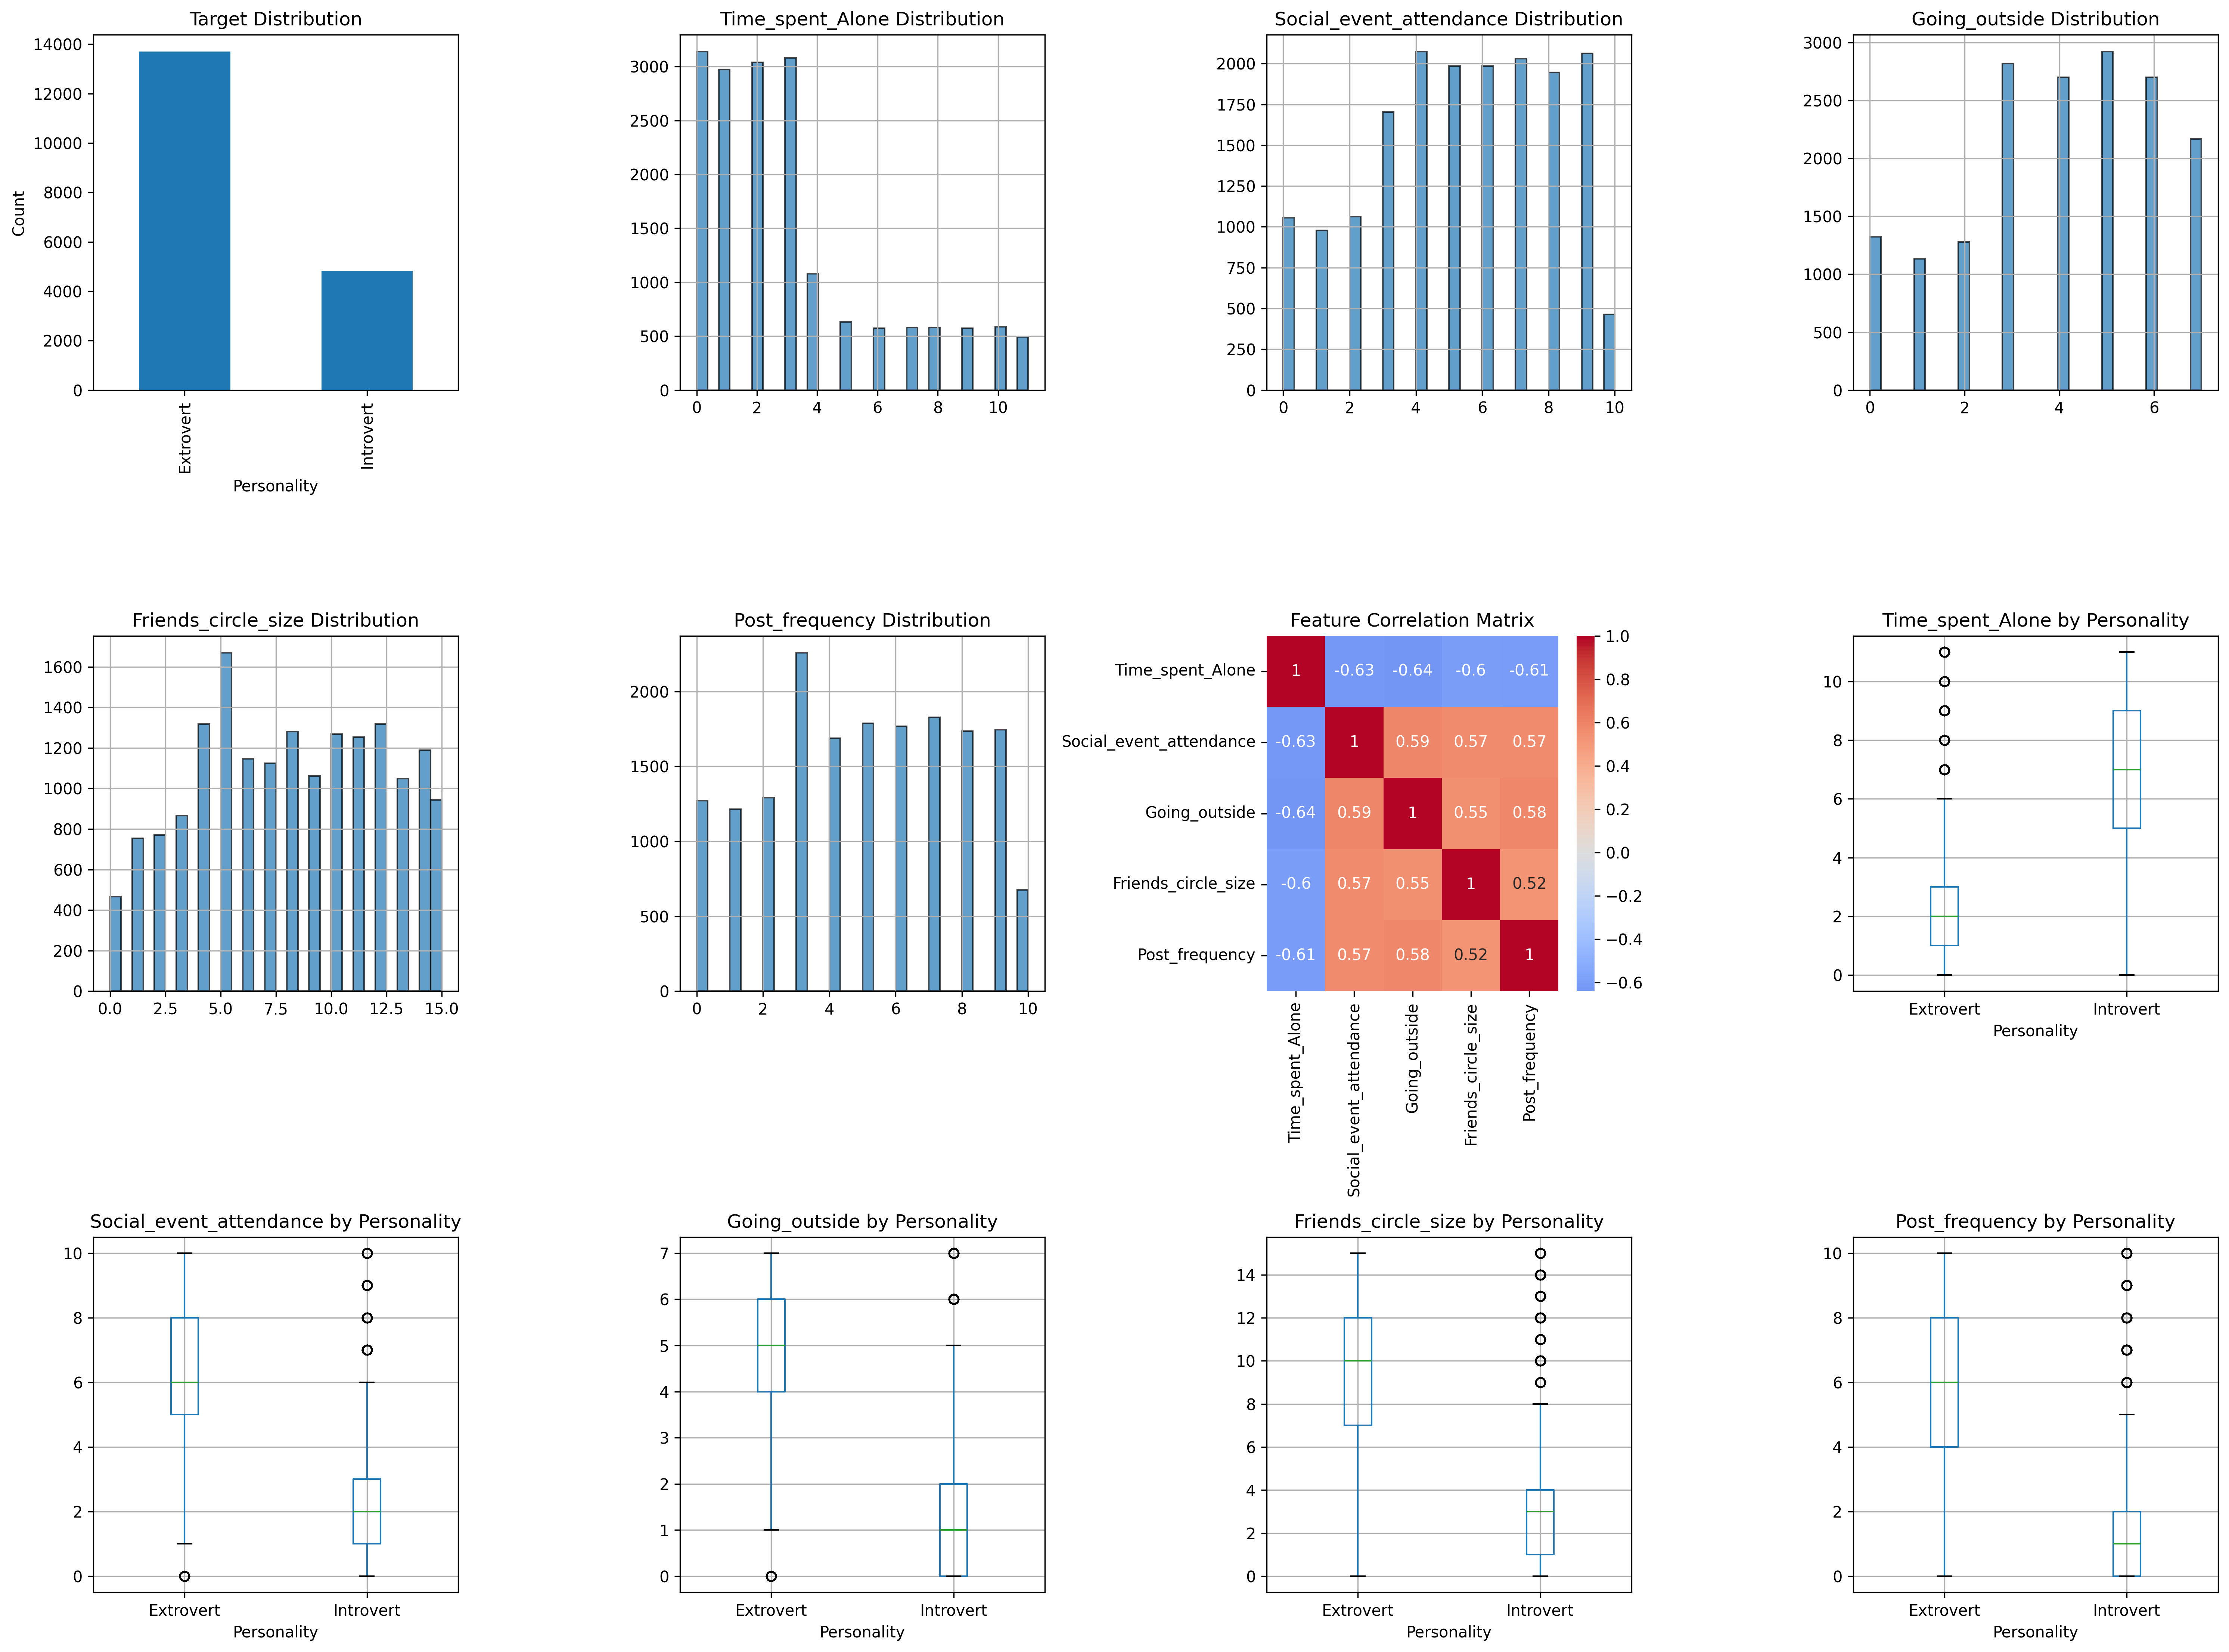 Target Distribution
Count
14000
12000
10000
8000
6000
4000
2000
0
Extrovert
Introvert
Personality
Time_spent_Alone Distribution
3000
2500
2000
1500
1000
500
0
0 2 4 6 8 10
Social_event_attendance Distribution
2000
1750
1500
1250
1000
750
500
250
0
0 2 4 6 8 10
Going_outside Distribution
3000
2500
2000
1500
1000
500
0
0 2 4 6
Friends_circle_size Distribution
1600
1400
1200
1000
800
600
400
200
0
0.0 2.5 5.0 7.5 10.0 12.5 15.0
Post_frequency Distribution
2000
1500
1000
500
0
0 2 4 6 8 10
Feature Correlation Matrix
Time_spent_Alone 1 -0.63 -0.64 -0.6 -0.61
Social_event_attendance -0.63 1 0.59 0.57 0.57
Going_outside -0.64 0.59 1 0.55 0.58
Friends_circle_size -0.6 0.57 0.55 1 0.52
Post_frequency -0.61 0.57 0.58 0.52 1
Time_spent_Alone
Social_event_attendance
Going_outside
Friends_circle_size
Post_frequency
1.0
0.8
0.6
0.4
0.2
0.0
−0.2
−0.4
−0.6
Time_spent_Alone by Personality
10
8
6
4
2
0
Extrovert Introvert
Personality
Social_event_attendance by Personality
10
8
6
4
2
0
Extrovert Introvert
Personality
Going_outside by Personality
7
6
5
4
3
2
1
0
Extrovert Introvert
Personality
Friends_circle_size by Personality
14
12
10
8
6
4
2
0
Extrovert Introvert
Personality
Post_frequency by Personality
10
8
6
4
2
0
Extrovert Introvert
Personality